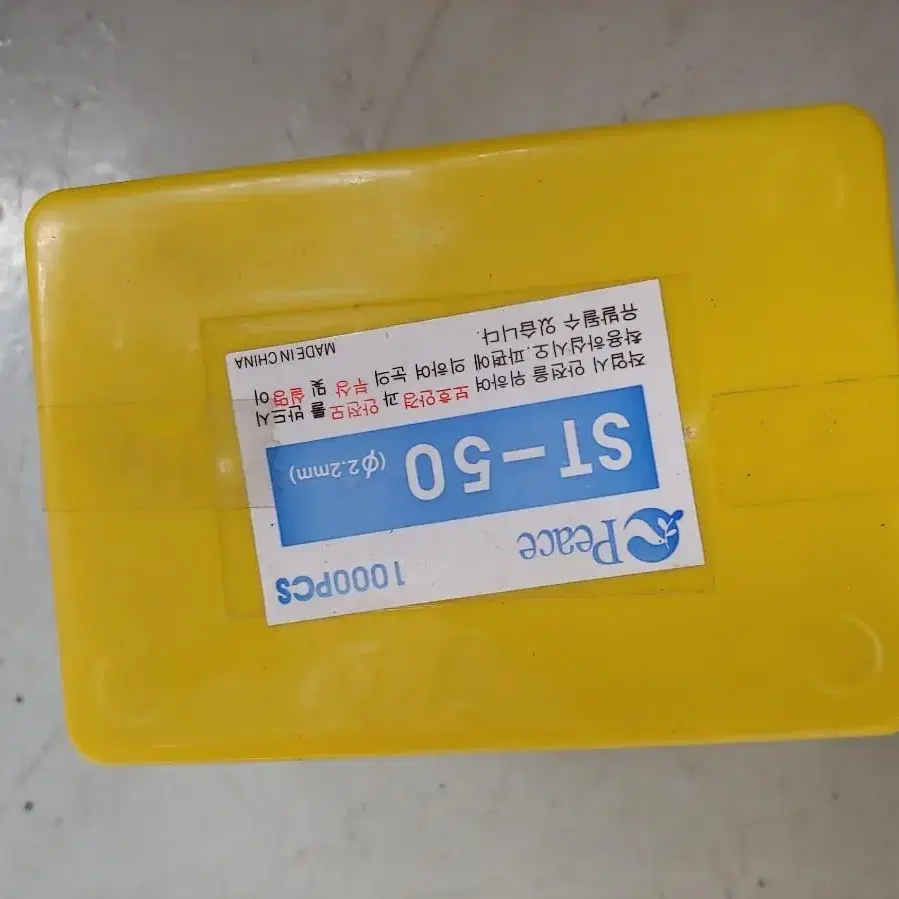 Peace 1000PCS
ST-50 (ϕ2.2mm)
작업시 안전을 위하여 보호안경 과 안전모 를 반드시
착용하십시오. 파편에 의하여 눈의 부상 및 실명이
유발될수 있습니다.
MADE IN CHINA